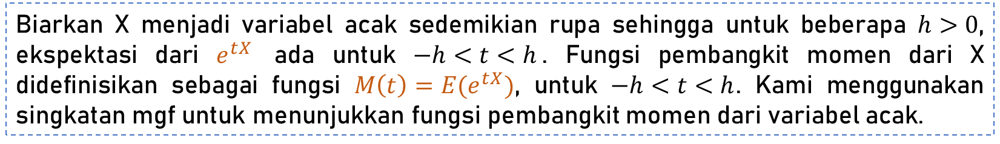 Biarkan X menjadi variabel acak sedemikian rupa sehingga untuk beberapa h > 0,
ekspektasi dari e^{tX} ada untuk −h < t < h. Fungsi pembangkit momen dari X
didefinisikan sebagai fungsi M(t) = E(e^{tX}), untuk −h < t < h. Kami menggunakan
singkatan mgf untuk menunjukkan fungsi pembangkit momen dari variabel acak.